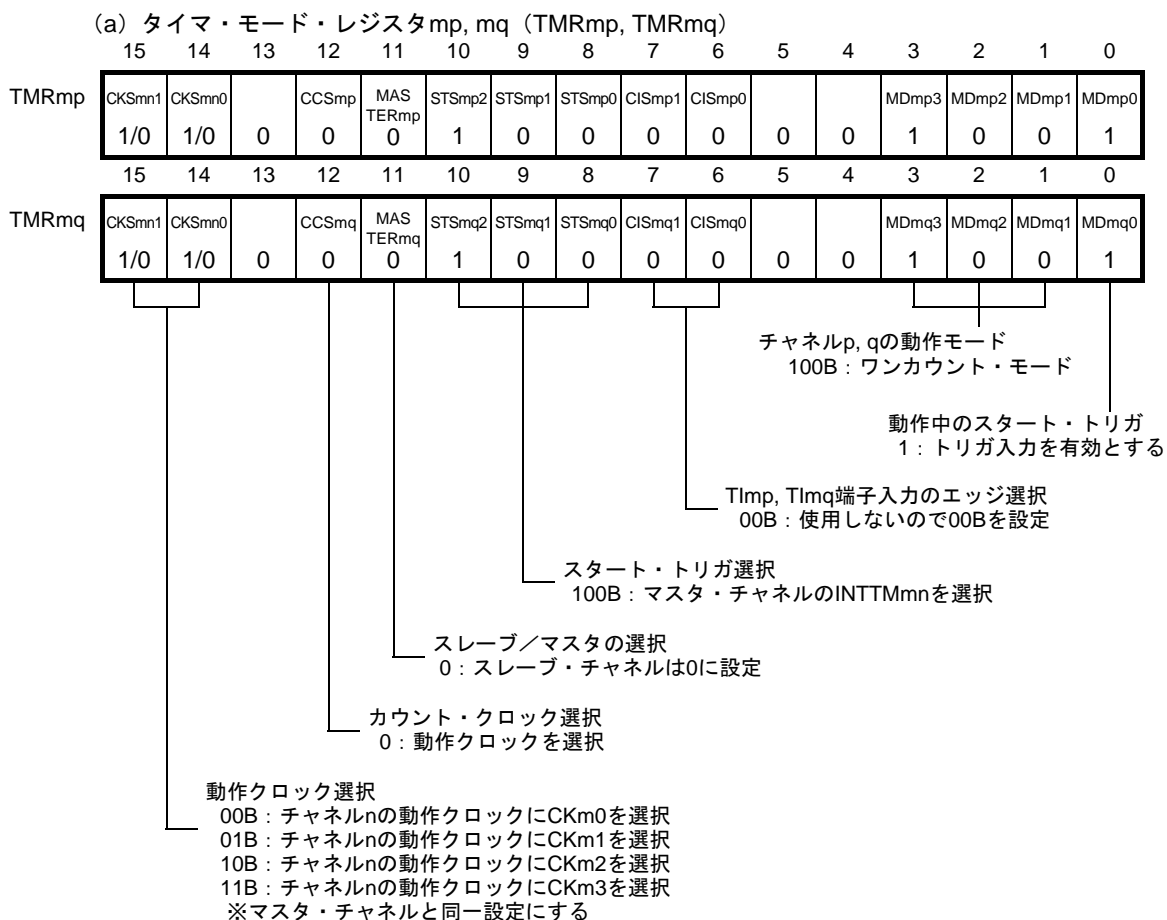 (a) タイマ・モード・レジスタmp, mq（TMRmp, TMRmq）
15 14 13 12 11 10 9 8 7 6 5 4 3 2 1 0
TMRmp CKSmn1 CKSmn0 CCSmp MAS TERmp STSmp2 STSmp1 STSmp0 CISmp1 CISmp0 MDmp3 MDmp2 MDmp1 MDmp0
1/0 1/0 0 0 0 1 0 0 0 0 0 0 1 0 0 1
15 14 13 12 11 10 9 8 7 6 5 4 3 2 1 0
TMRmq CKSmn1 CKSmn0 CCSmq MAS TERmq STSmq2 STSmq1 STSmq0 CISmq1 CISmq0 MDmq3 MDmq2 MDmq1 MDmq0
1/0 1/0 0 0 0 1 0 0 0 0 0 0 1 0 0 1
チャネルp, qの動作モード
100B：ワンカウント・モード
動作中のスタート・トリガ
1：トリガ入力を有効とする
TImp, TImq端子入力のエッジ選択
00B：使用しないので00Bを設定
スタート・トリガ選択
100B：マスタ・チャネルのINTTMmnを選択
スレーブ／マスタの選択
0：スレーブ・チャネルは0に設定
カウント・クロック選択
0：動作クロックを選択
動作クロック選択
00B：チャネルnの動作クロックにCKm0を選択
01B：チャネルnの動作クロックにCKm1を選択
10B：チャネルnの動作クロックにCKm2を選択
11B：チャネルnの動作クロックにCKm3を選択
※マスタ・チャネルと同一設定にする